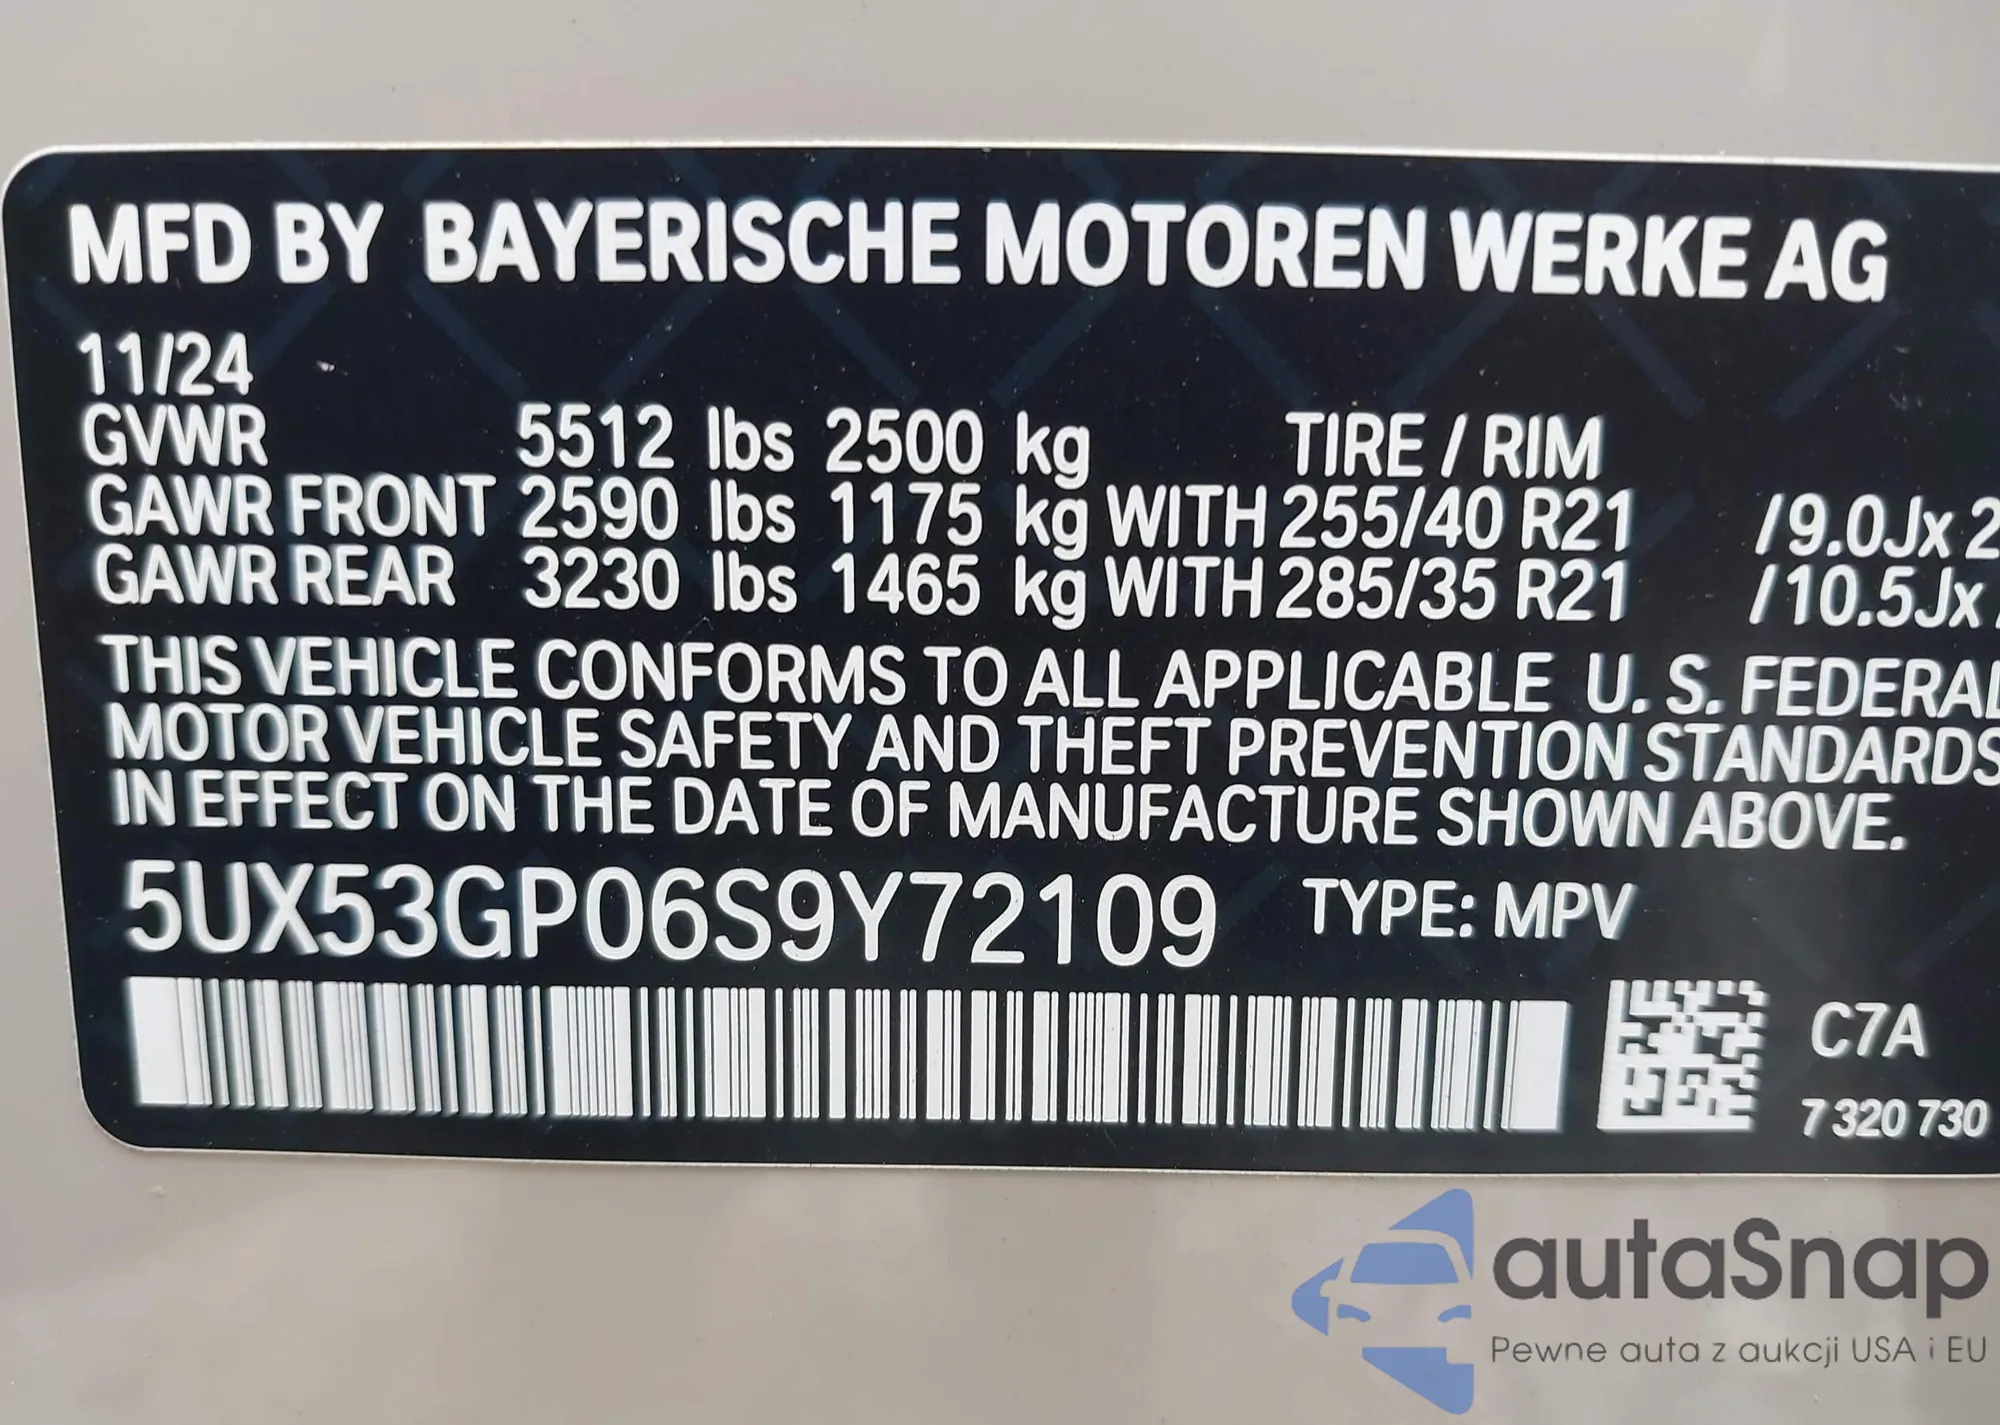 MFD BY BAYERISCHE MOTOREN WERKE AG
11/24
GVWR 5512 lbs 2500 kg TIRE / RIM
GAWR FRONT 2590 lbs 1175 kg WITH 255/40 R21 /9.0Jx 2
GAWR REAR 3230 lbs 1465 kg WITH 285/35 R21 /10.5Jx
THIS VEHICLE CONFORMS TO ALL APPLICABLE U. S. FEDERAL
MOTOR VEHICLE SAFETY AND THEFT PREVENTION STANDARDS
IN EFFECT ON THE DATE OF MANUFACTURE SHOWN ABOVE.
5UX53GP06S9Y72109 TYPE: MPV
C7A
7 320 730
autaSnap
Pewne auta z aukcji USA i EU